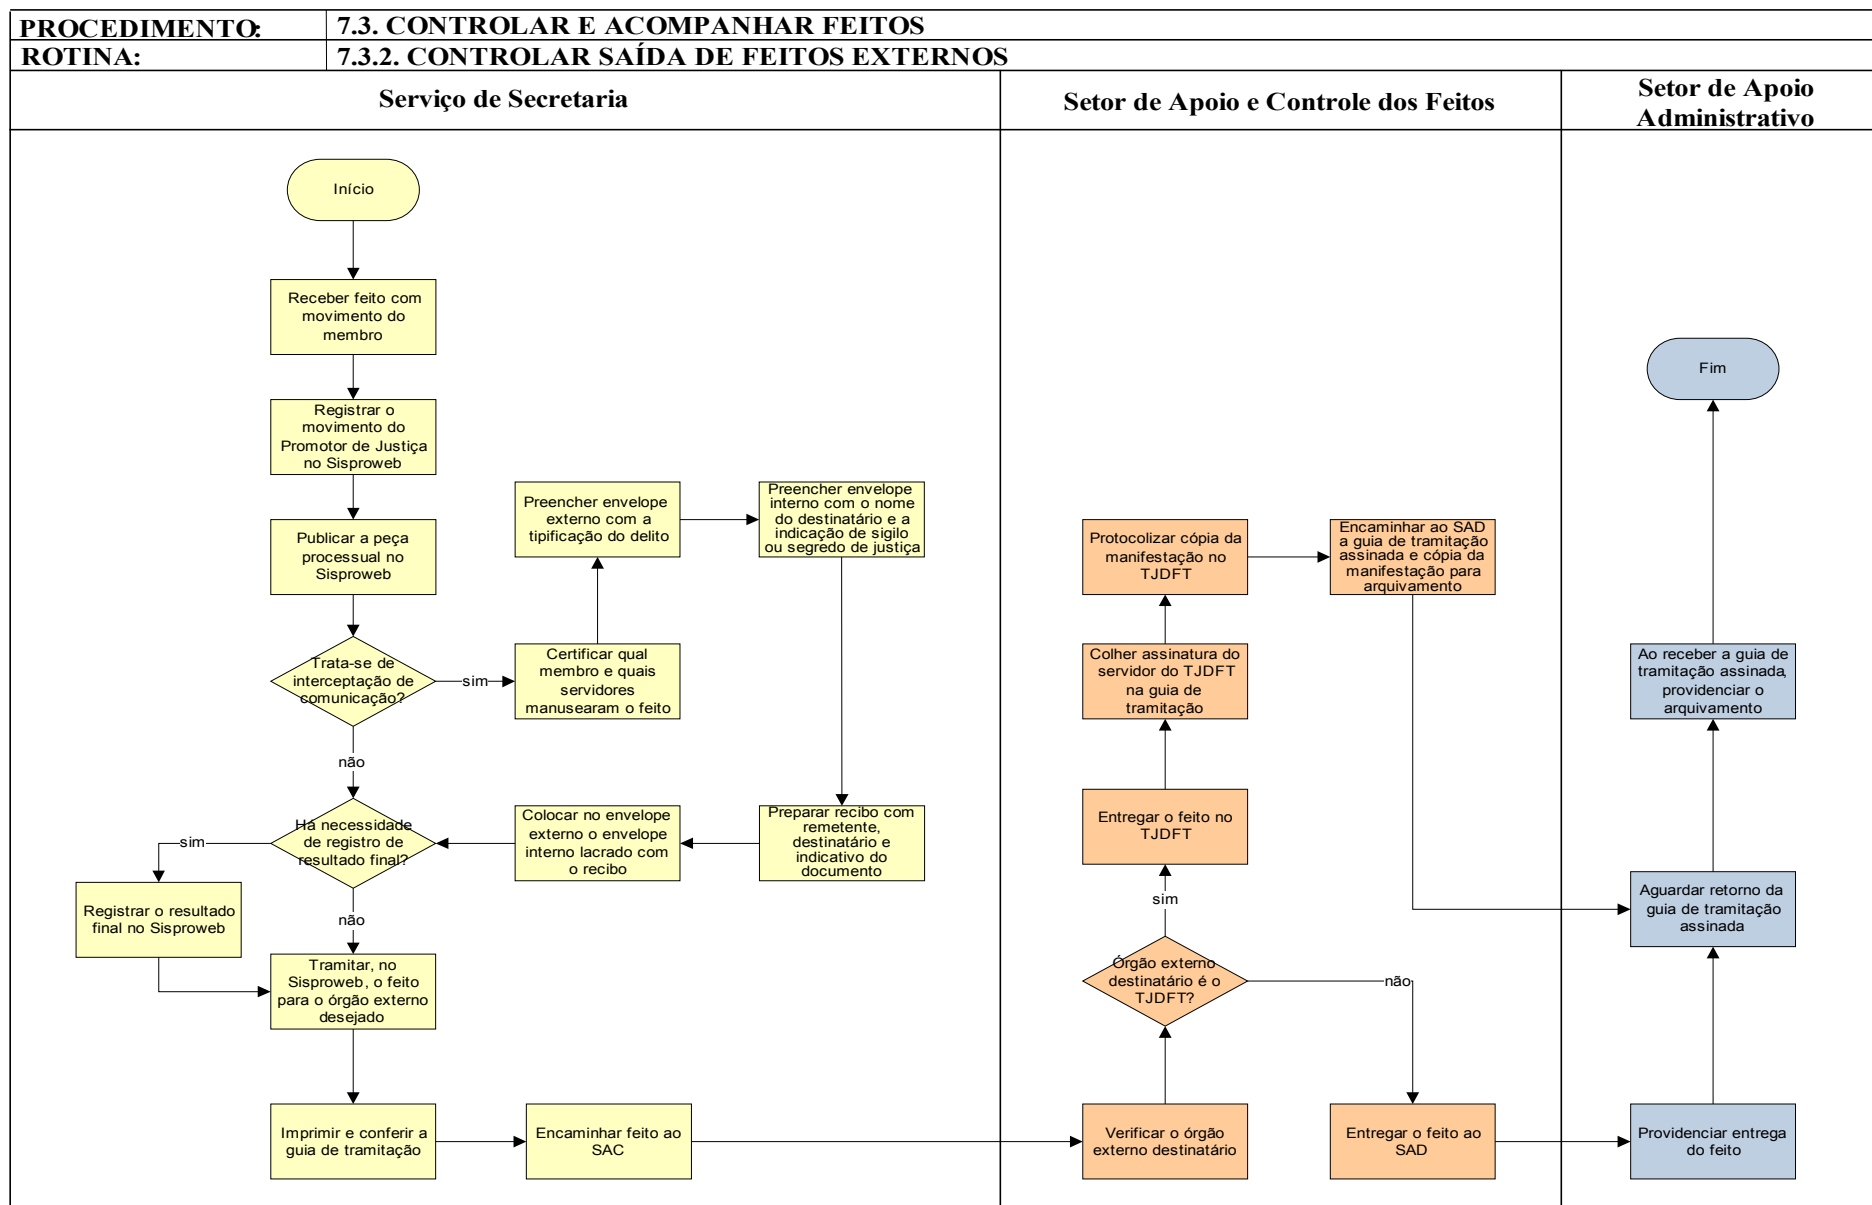 PROCEDIMENTO:
7.3. CONTROLAR E ACOMPANHAR FEITOS
ROTINA:
7.3.2. CONTROLAR SAÍDA DE FEITOS EXTERNOS
Serviço de Secretaria
Setor de Apoio e Controle dos Feitos
Setor de Apoio
Administrativo
Início
Receber feito com
movimento do
membro
Registrar o
movimento do
Promotor de Justiça
no Sisproweb
Publicar a peça
processual no
Sisproweb
Trata-se de
interceptação de
comunicação?
sim
Certificar qual
membro e quais
servidores
manusearam o feito
Preencher envelope
externo com a
tipificação do delito
Preencher envelope
interno com o nome
do destinatário e a
indicação de sigilo
ou segredo de justiça
Preparar recibo com
remetente,
destinatário e
indicativo do
documento
Colocar no envelope
externo o envelope
interno lacrado com
o recibo
não
Há necessidade
de registro de
resultado final?
sim
Registrar o resultado
final no Sisproweb
não
Tramitar, no
Sisproweb, o feito
para o órgão externo
desejado
Imprimir e conferir a
guia de tramitação
Encaminhar feito ao
SAC
Verificar o órgão
externo destinatário
Órgão externo
destinatário é o
TJDFT?
sim
Entregar o feito no
TJDFT
Colher assinatura do
servidor do TJDFT
na guia de
tramitação
Protocolizar cópia da
manifestação no
TJDFT
Encaminhar ao SAD
a guia de tramitação
assinada e cópia da
manifestação para
arquivamento
não
Entregar o feito ao
SAD
Providenciar entrega
do feito
Aguardar retorno da
guia de tramitação
assinada
Ao receber a guia de
tramitação assinada,
providenciar o
arquivamento
Fim